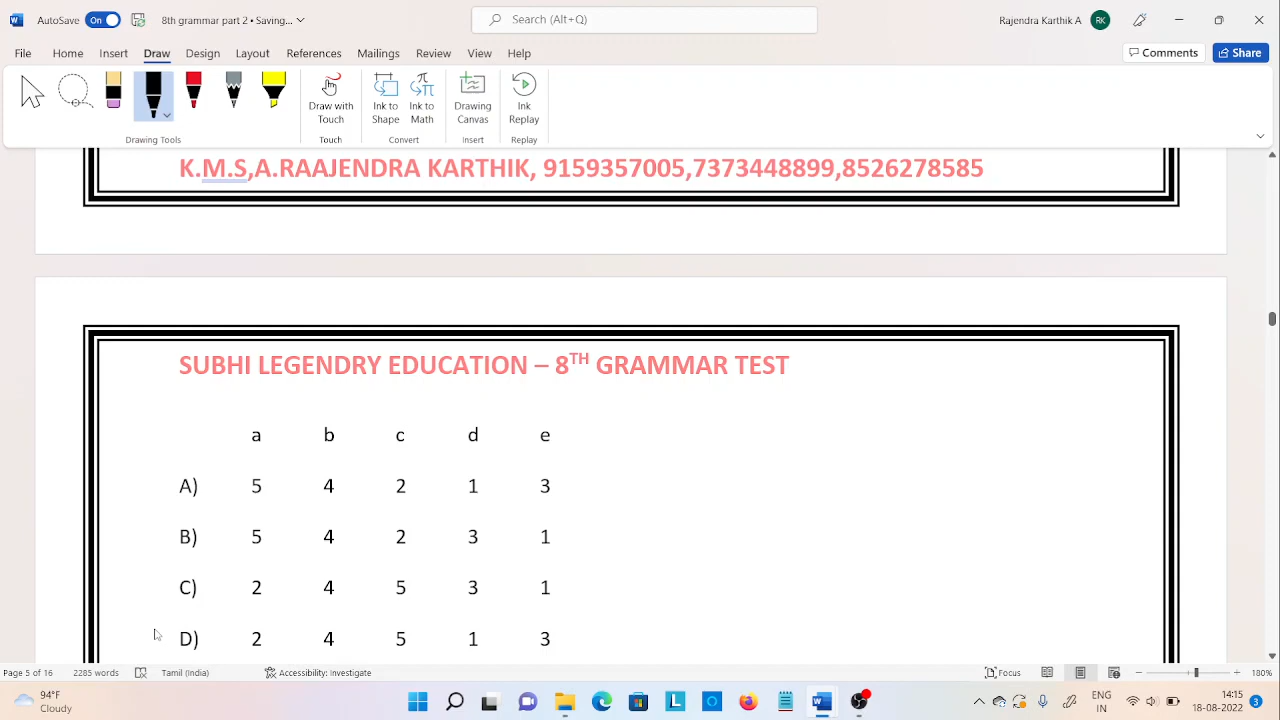 AutoSave On 8th grammar 2 • Saving... Search (Alt+Q) Rajendra Karthik A RK
File Home Insert Draw Design Layout References Mailings Review View Help Comments Share
Draw with Touch Ink to Shape Ink to Math Drawing Canvas Ink Replay
Drawing Tools Touch Convert Insert Replay
K.M.S,A.RAAJENDRA KARTHIK, 9159357005,7373448899,8526278585
SUBHI LEGENDRY EDUCATION – 8TH GRAMMAR TEST
a b c d e
A) 5 4 2 1 3
B) 5 4 2 3 1
C) 2 4 5 3 1
D) 2 4 5 1 3
Page 5 of 16 2285 words Tamil (India) Accessibility: Investigate Focus 180%
94°F Cloudy ENG IN 14:15 18-08-2022 3